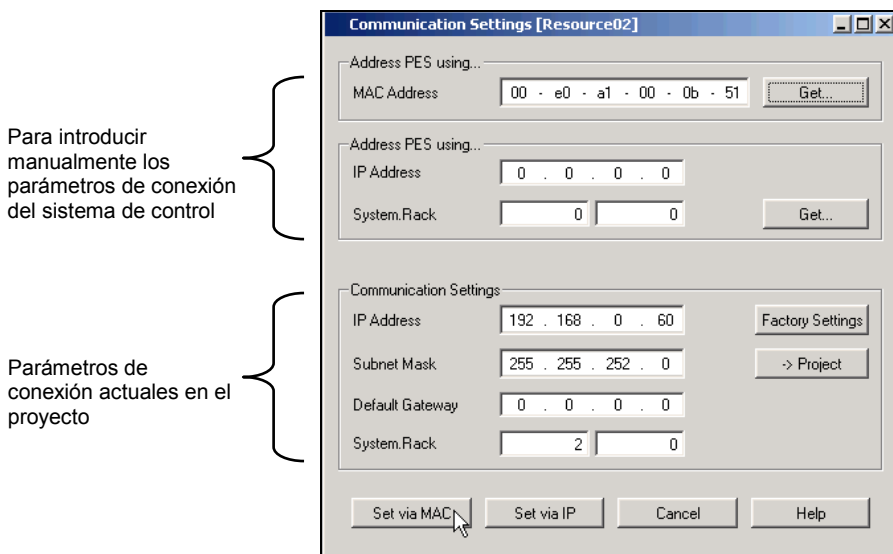 Communication Settings [Resource02]
Address PES using...
MAC Address 00 - e0 - a1 - 00 - 0b - 51 Get...
Para introducir
manualmente los
parámetros de conexión
del sistema de control
Address PES using...
IP Address 0 . 0 . 0 . 0
System.Rack 0 0 Get...
Communication Settings
IP Address 192 . 168 . 0 . 60 Factory Settings
Parámetros de
conexión actuales en el
proyecto
Subnet Mask 255 . 255 . 252 . 0 -> Project
Default Gateway 0 . 0 . 0 . 0
System.Rack 2 0
Set via MAC Set via IP Cancel Help